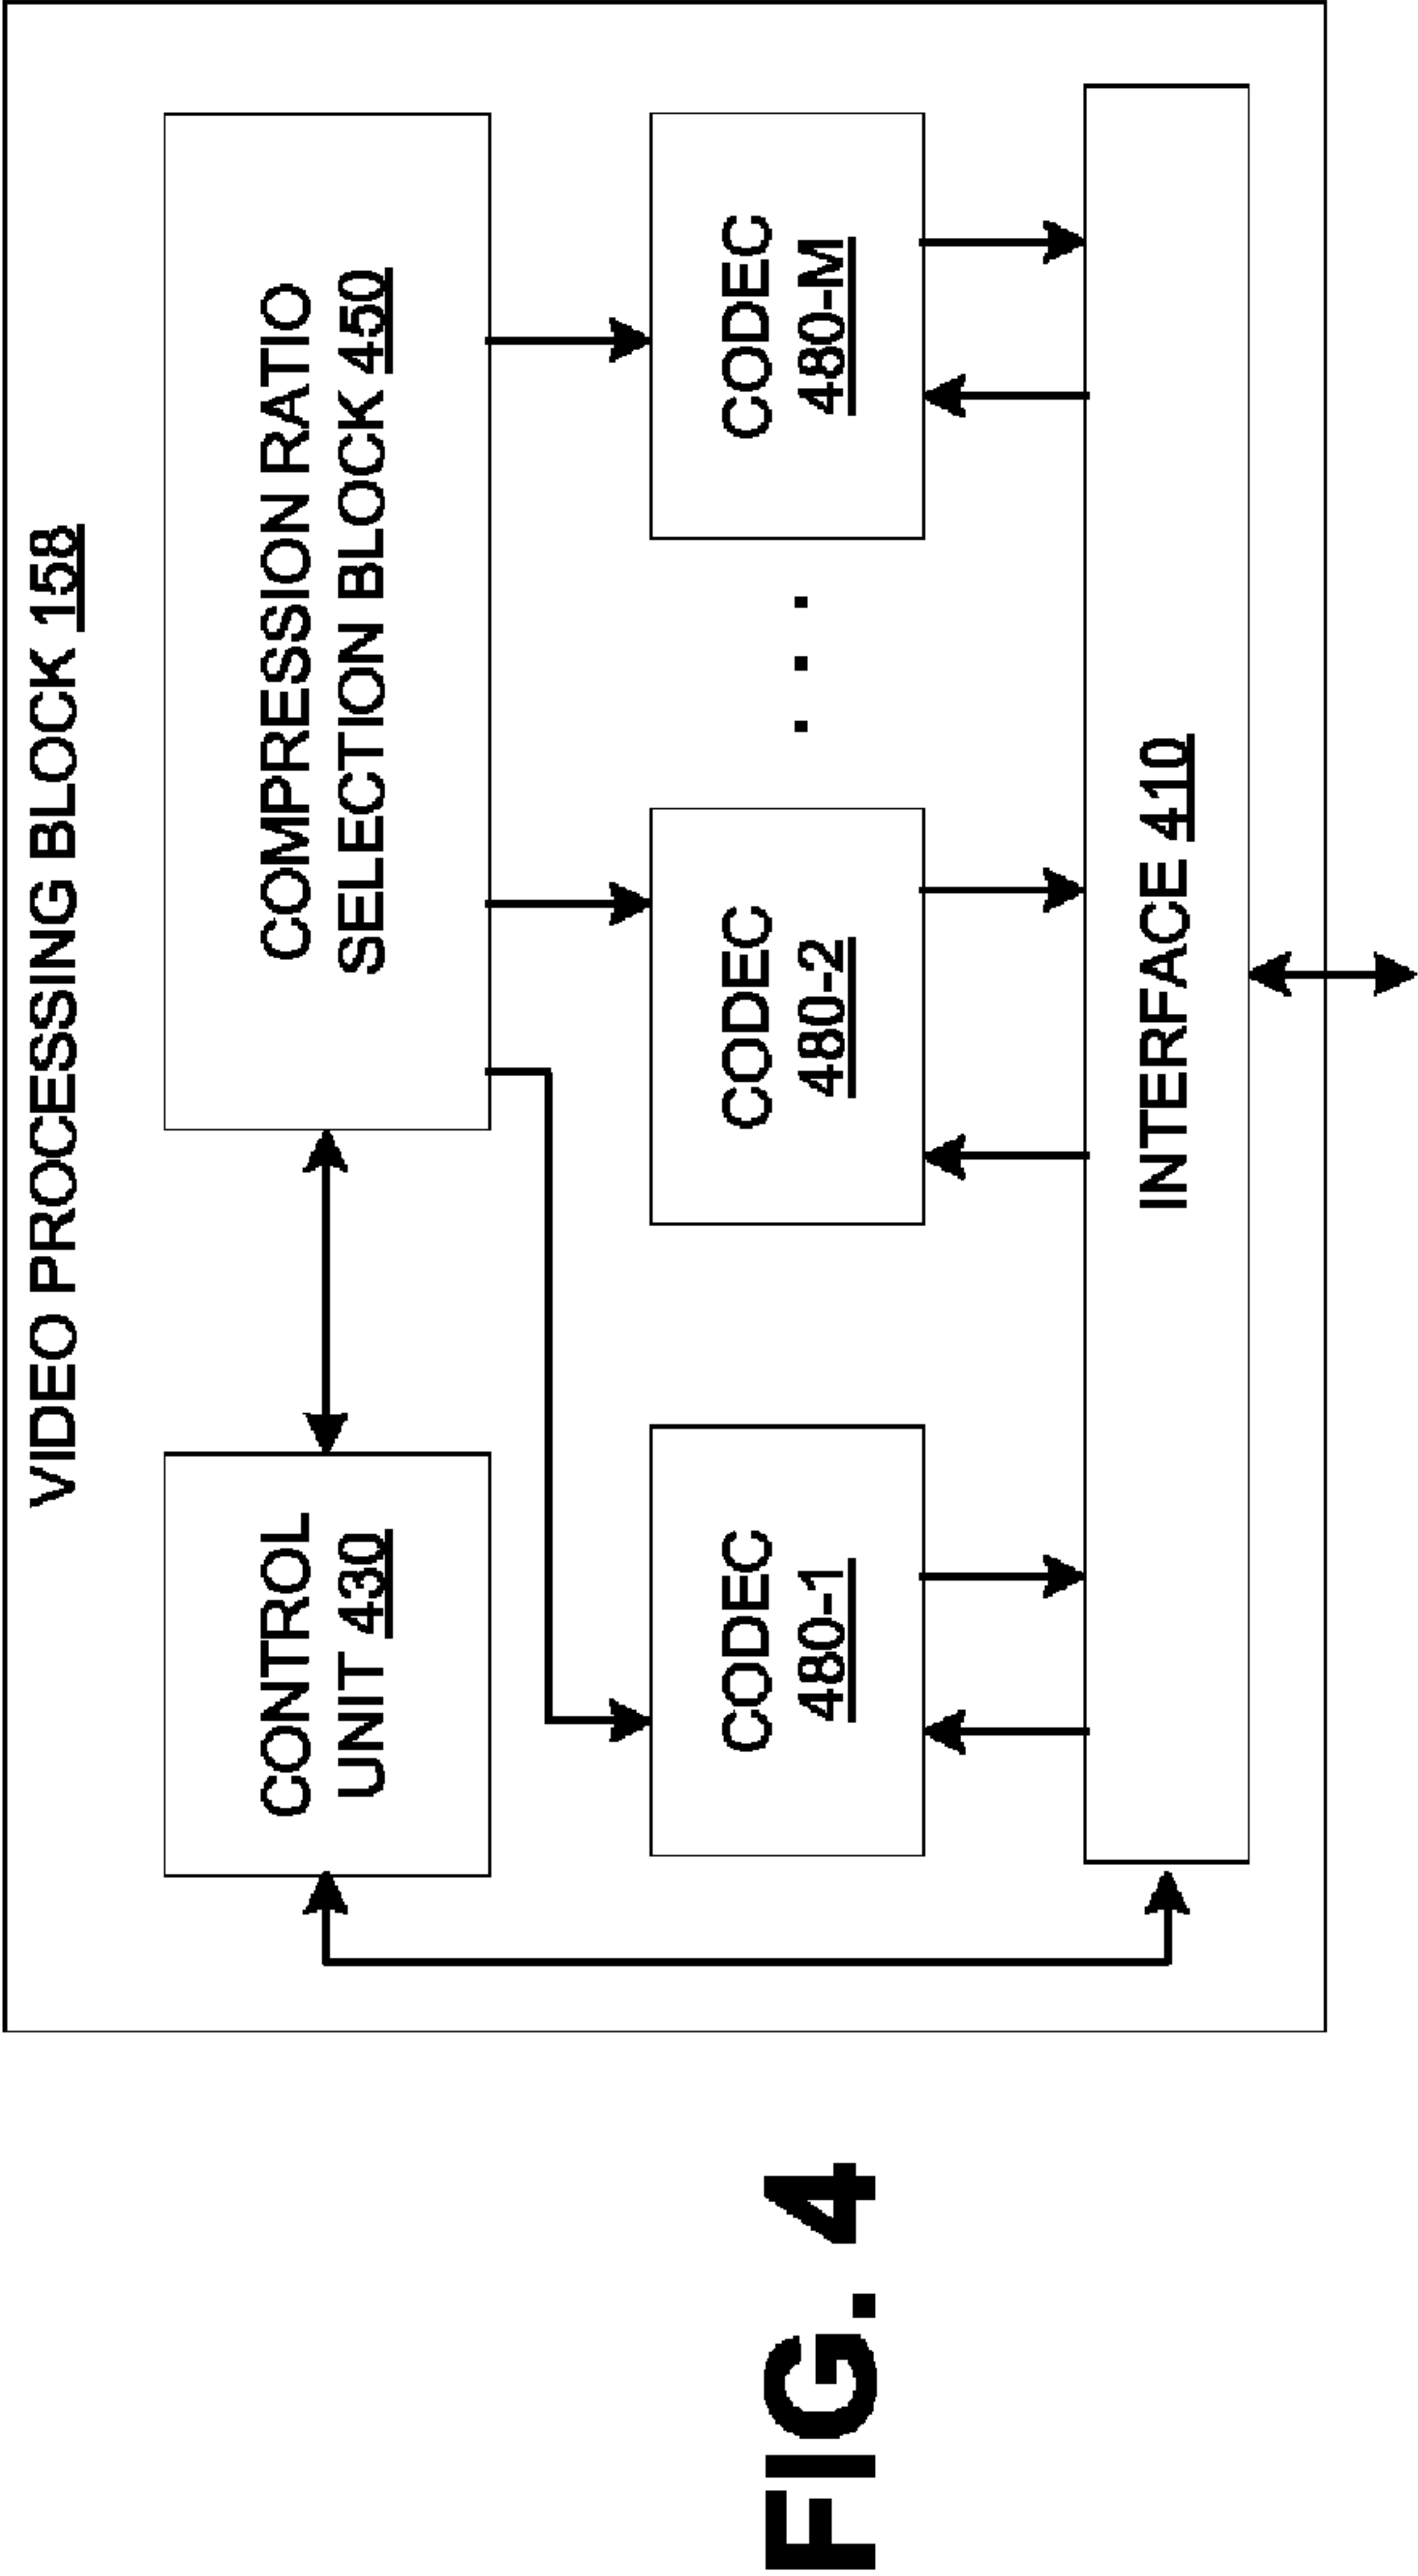 VIDEO PROCESSING BLOCK 158
CONTROL
UNIT 430
COMPRESSION RATIO
SELECTION BLOCK 450
CODEC
480-1
CODEC
480-2
. . .
CODEC
480-M
INTERFACE 410
FIG. 4